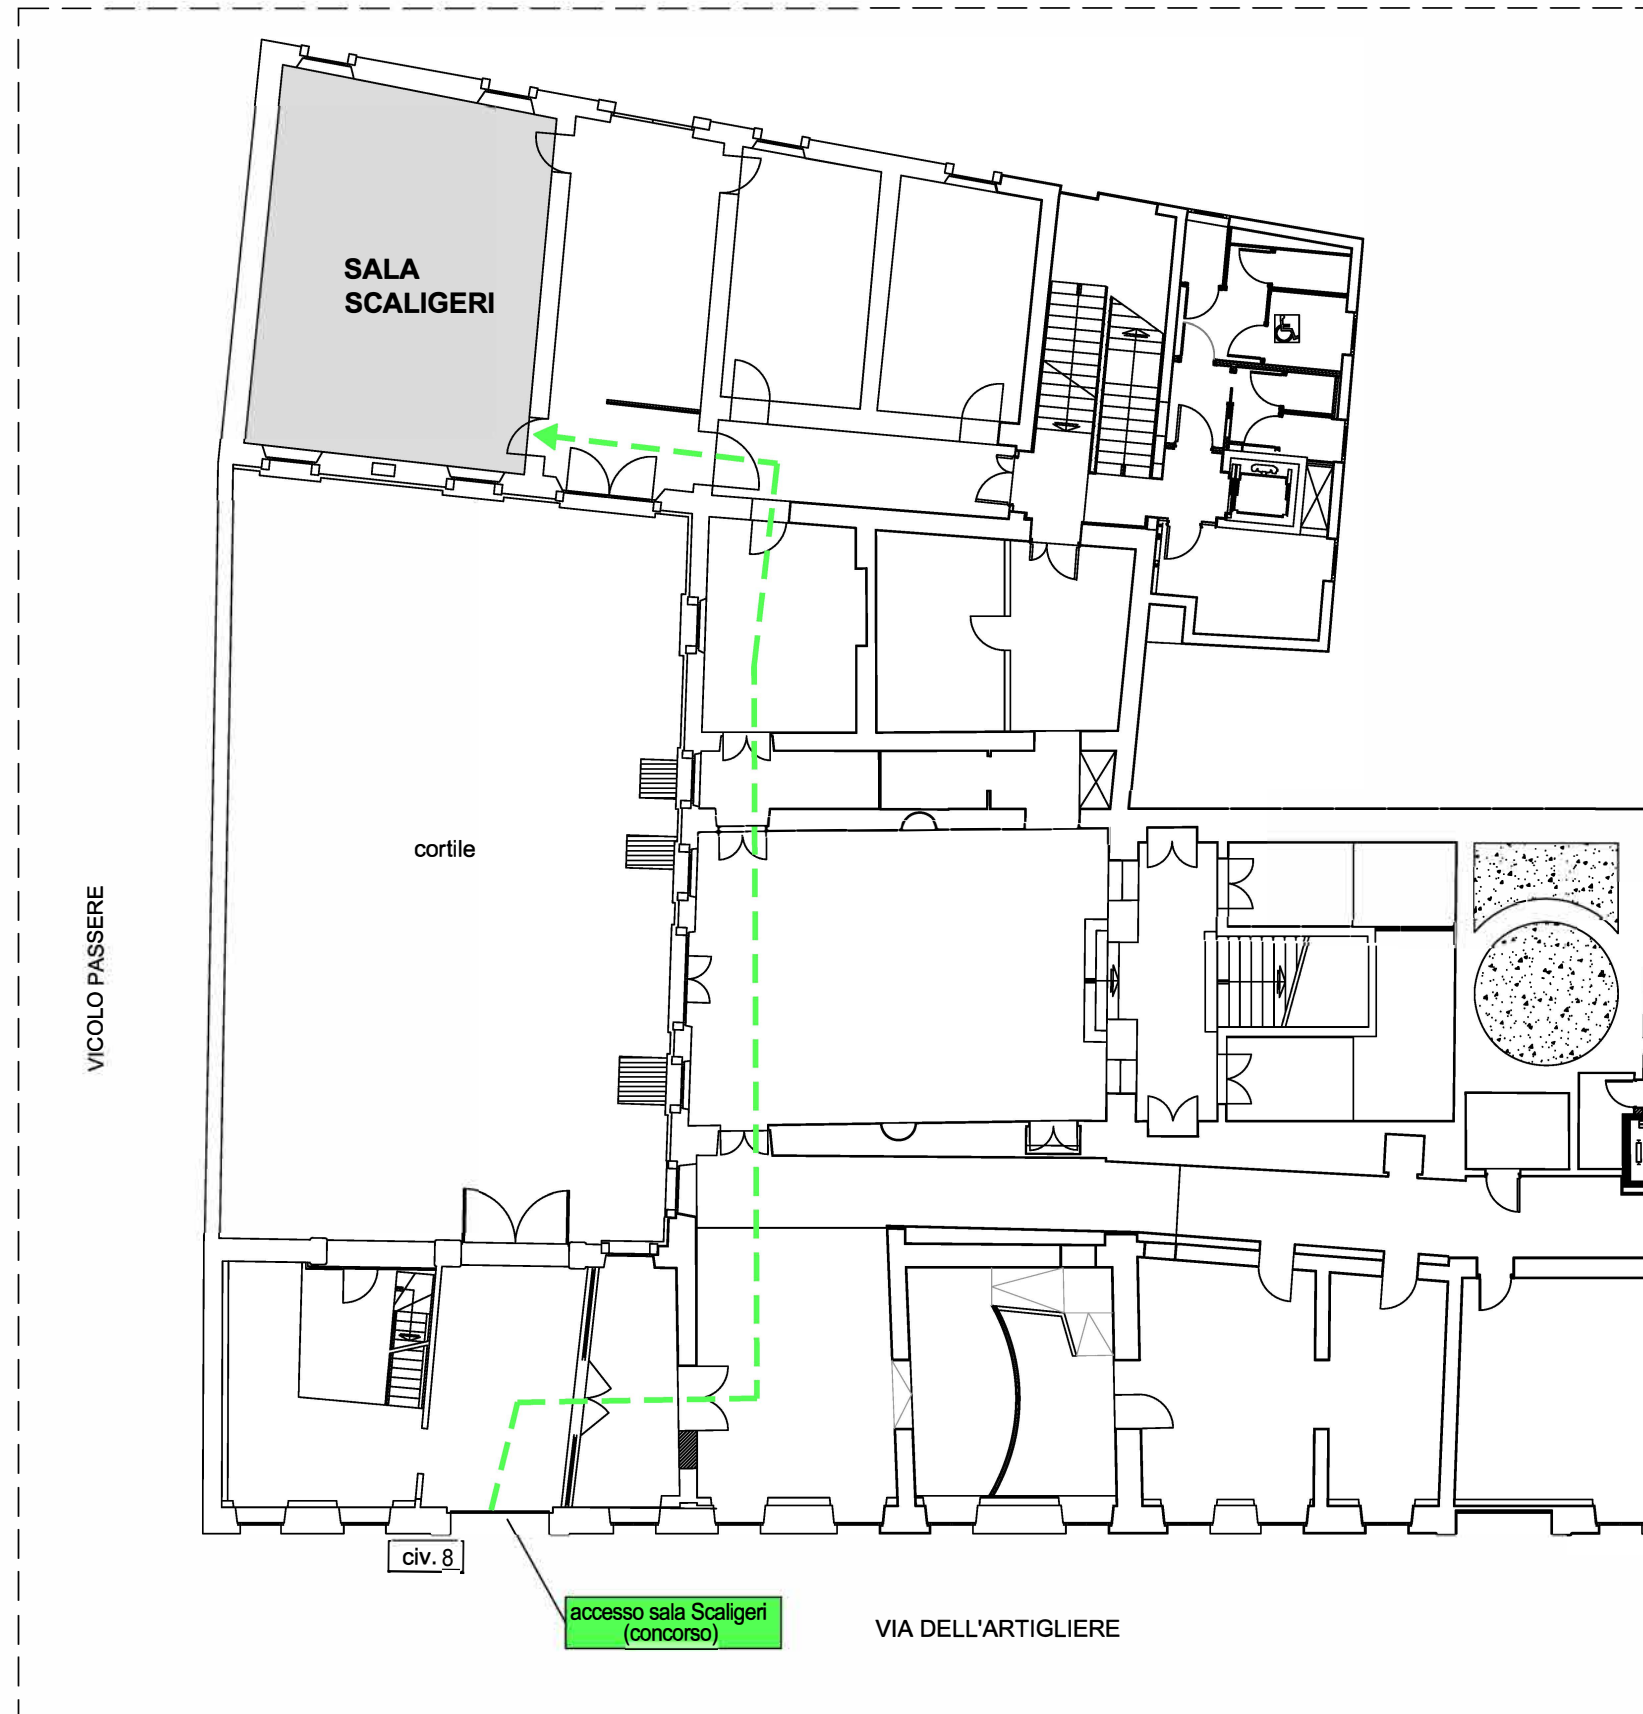 SALA
SCALIGERI
cortile
VICOLO PASSERE
civ. 8
accesso sala Scaligeri
(concorso)
VIA DELL'ARTIGLIERE